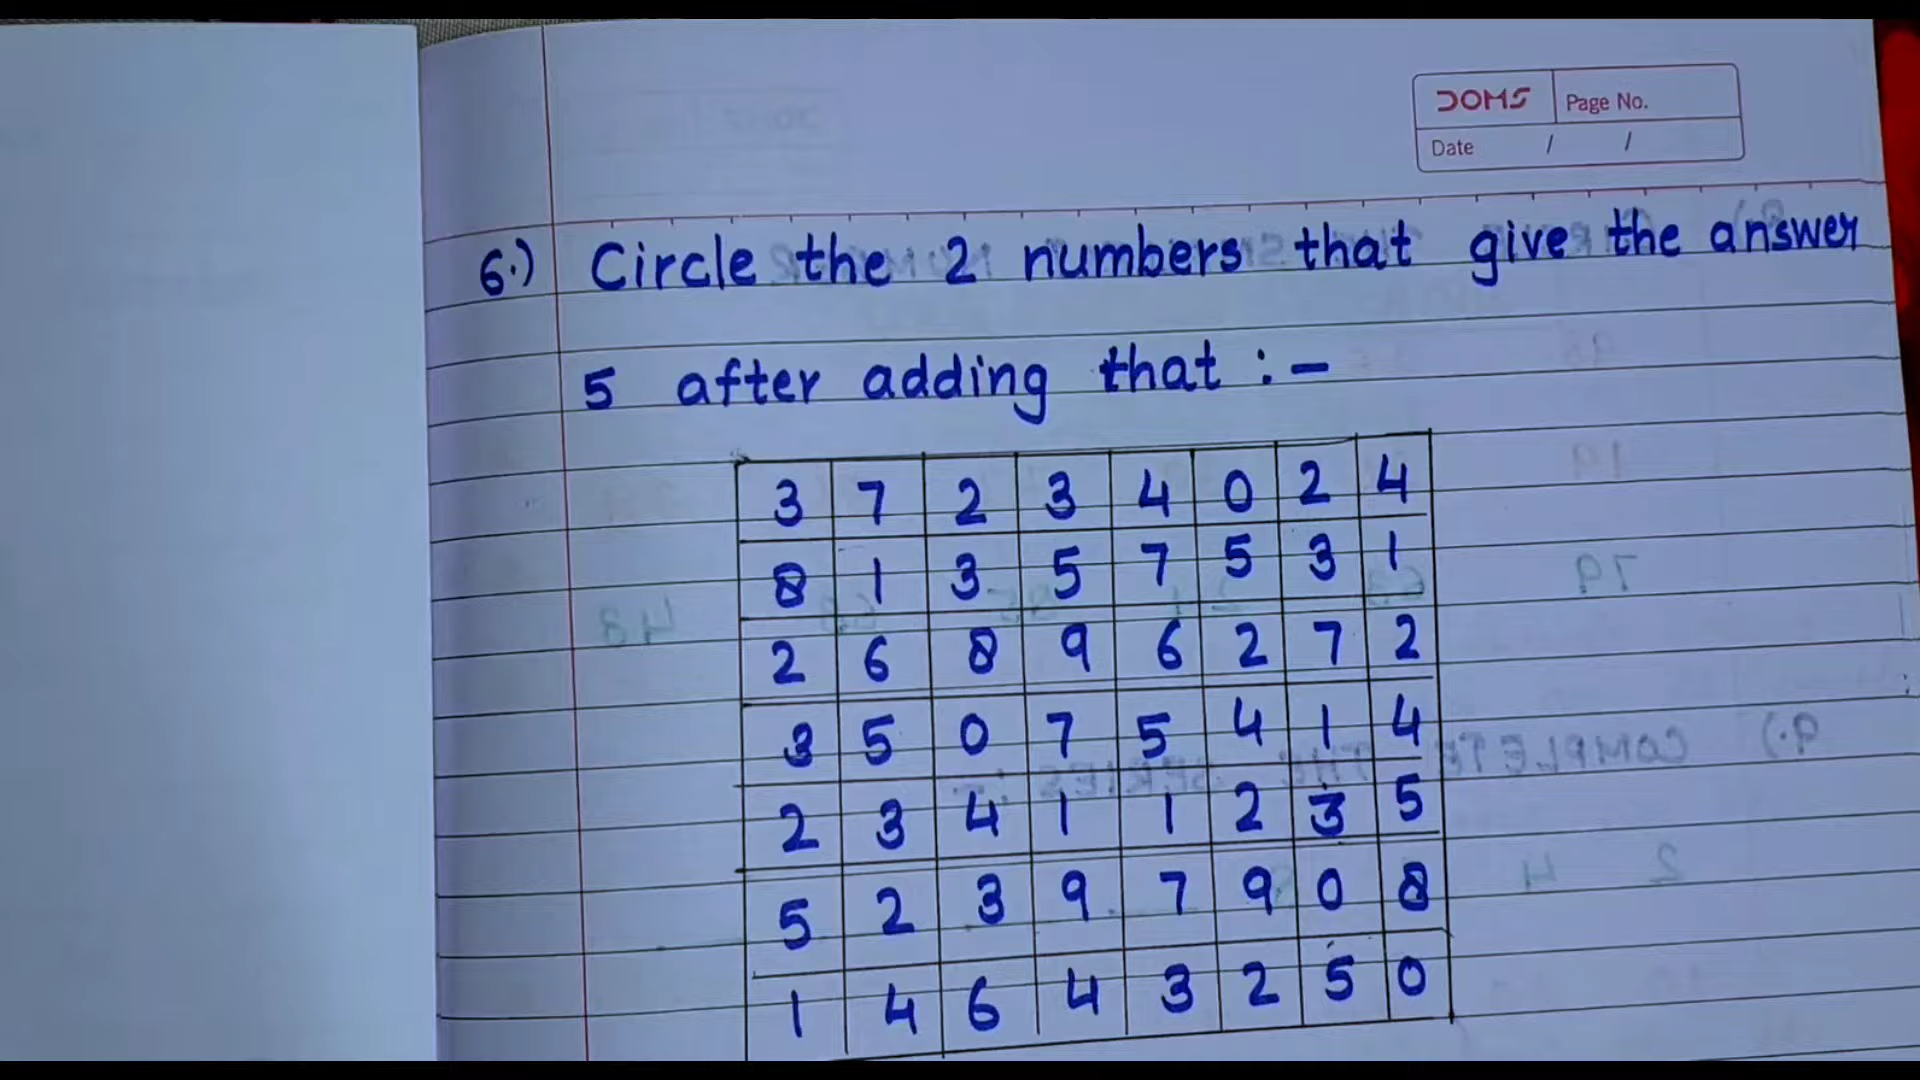 DOMS Page No.
Date / /
6.) Circle the 2 numbers that give the answer
5 after adding that :-
3 7 2 3 4 0 2 4
8 1 3 5 7 5 3 1
2 6 8 9 6 2 7 2
3 5 0 7 5 4 1 4
2 3 4 1 1 2 3 5
5 2 3 9 7 9 0 8
1 4 6 4 3 2 5 0